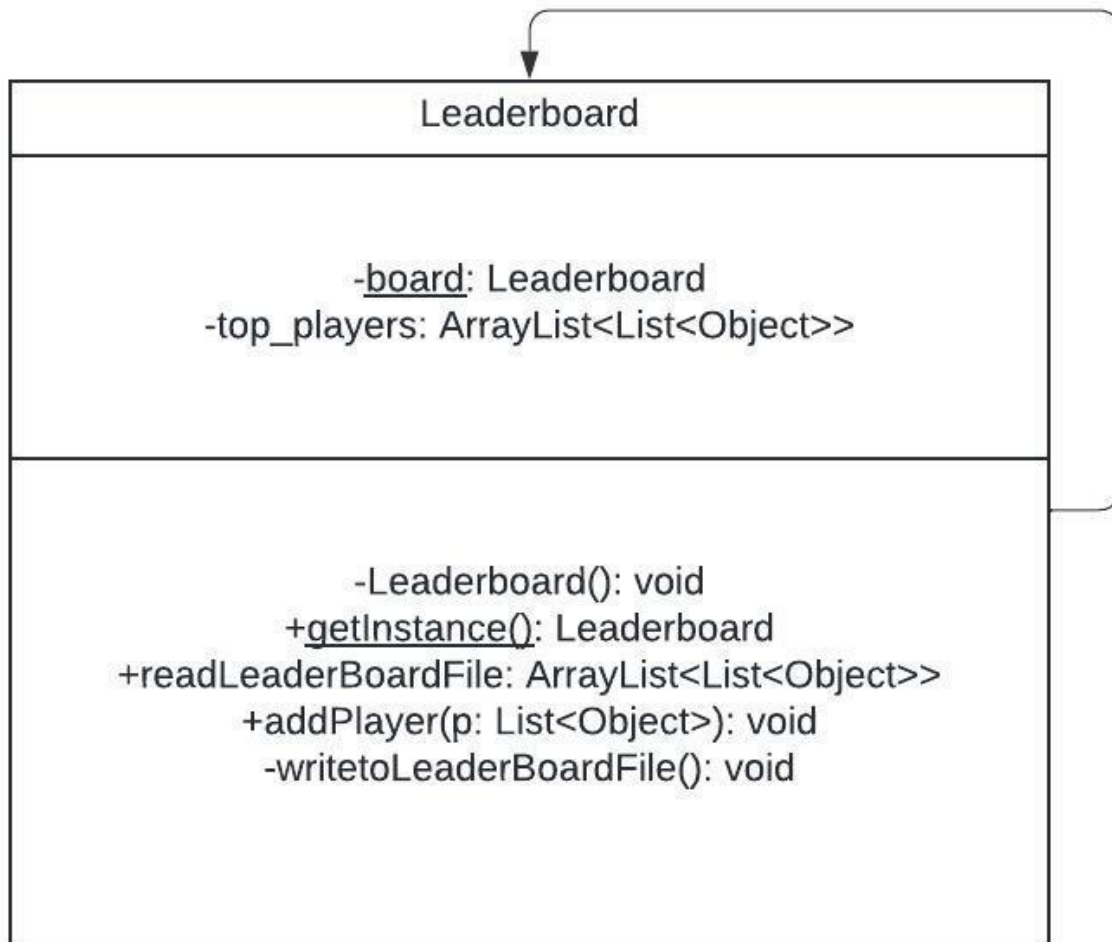 Leaderboard
-board: Leaderboard
-top_players: ArrayList<List<Object>>
-Leaderboard(): void
+getInstance(): Leaderboard
+readLeaderBoardFile: ArrayList<List<Object>>
+addPlayer(p: List<Object>): void
-writetoLeaderBoardFile(): void